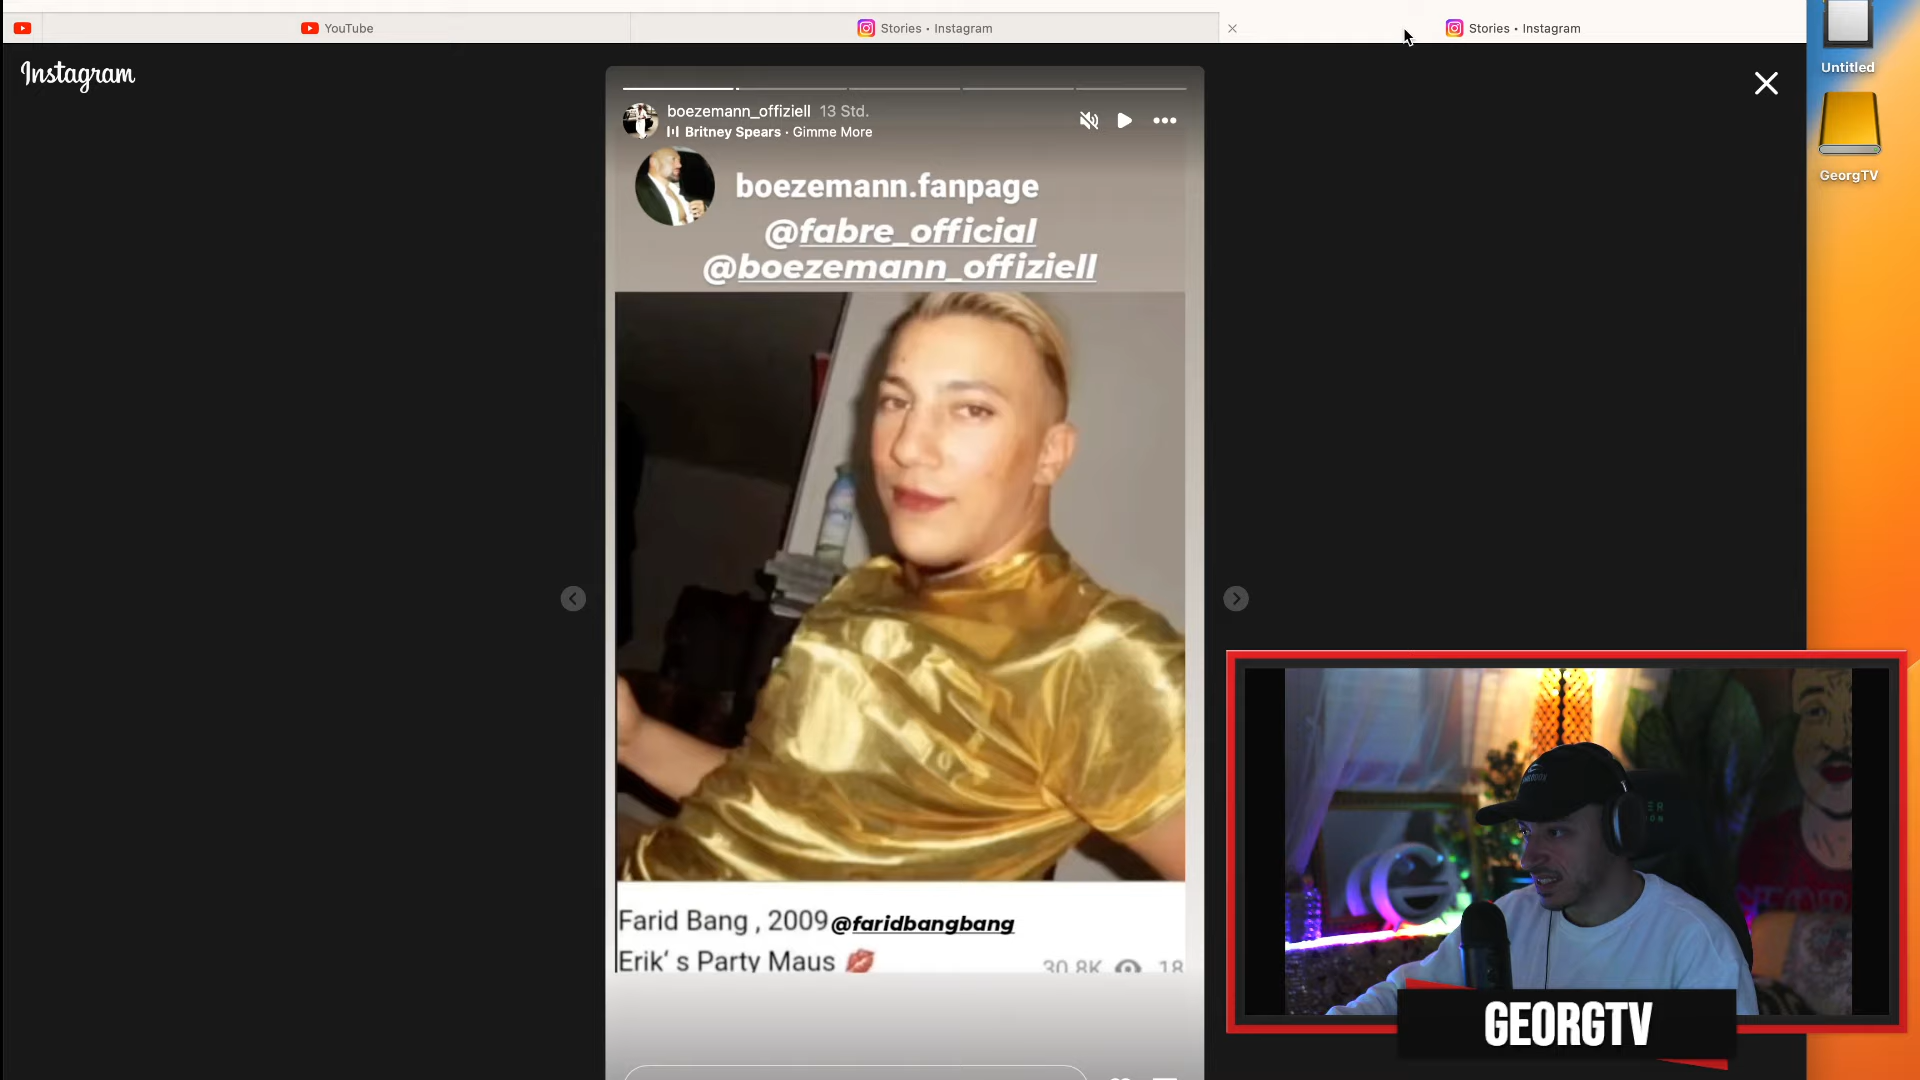 YouTube
Stories • Instagram
Stories • Instagram
Untitled
Instagram
boezemann_offiziell 13 Std.
Britney Spears · Gimme More
GeorgTV
boezemann.fanpage
@fabre_official
@boezemann_offiziell
Farid Bang , 2009 @faridbangbang
Erik‘ s Party Maus 💋
30.8K 18
GEORGTV